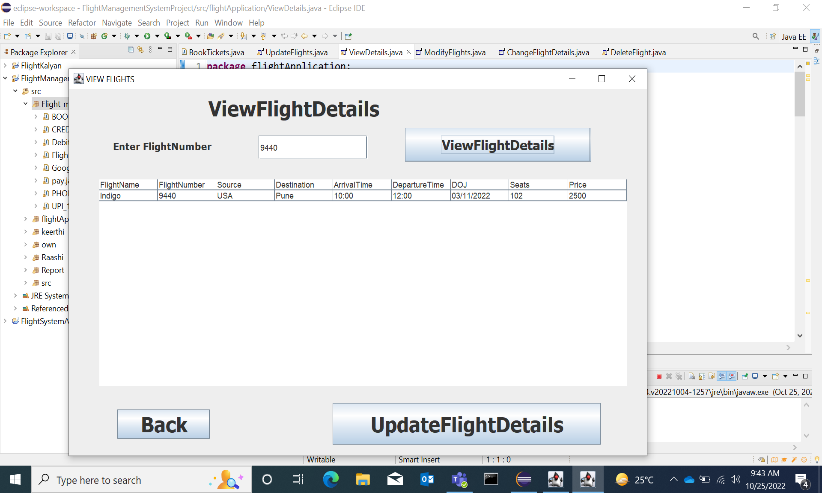 eclipse-workspace - FlightManagementSystemProject/src/flightApplication/ViewDetails.java - Eclipse IDE
File Edit Source Refactor Navigate Search Project Run Window Help
Java EE
Package Explorer
BookTickets.java UpdateFlights.java ViewDetails.java ModifyFlights.java ChangeFlightDetails.java DeleteFlight.java
FlightKalyan
1 package flightApplication;
FlightManage
VIEW FLIGHTS
src
Flight m
BOO
CRED
Debi
Fligh
Goog
pay.j
PHO
UPI_
flightAp
keerthi
own
Raashi
Report
src
JRE System
Referenced
FlightSystem
ViewFlightDetails
Enter FlightNumber 9440 ViewFlightDetails
FlightName FlightNumber Source Destination ArrivalTime DepartureTime DOJ Seats Price
Indigo 9440 USA Pune 10:00 12:00 03/11/2022 102 2500
Back UpdateFlightDetails
.v20221004-1257\jre\bin\javaw.exe (Oct 25, 202
Writable Smart Insert 1 : 1 : 0
Type here to search
25°C
9:43 AM
10/25/2022
4